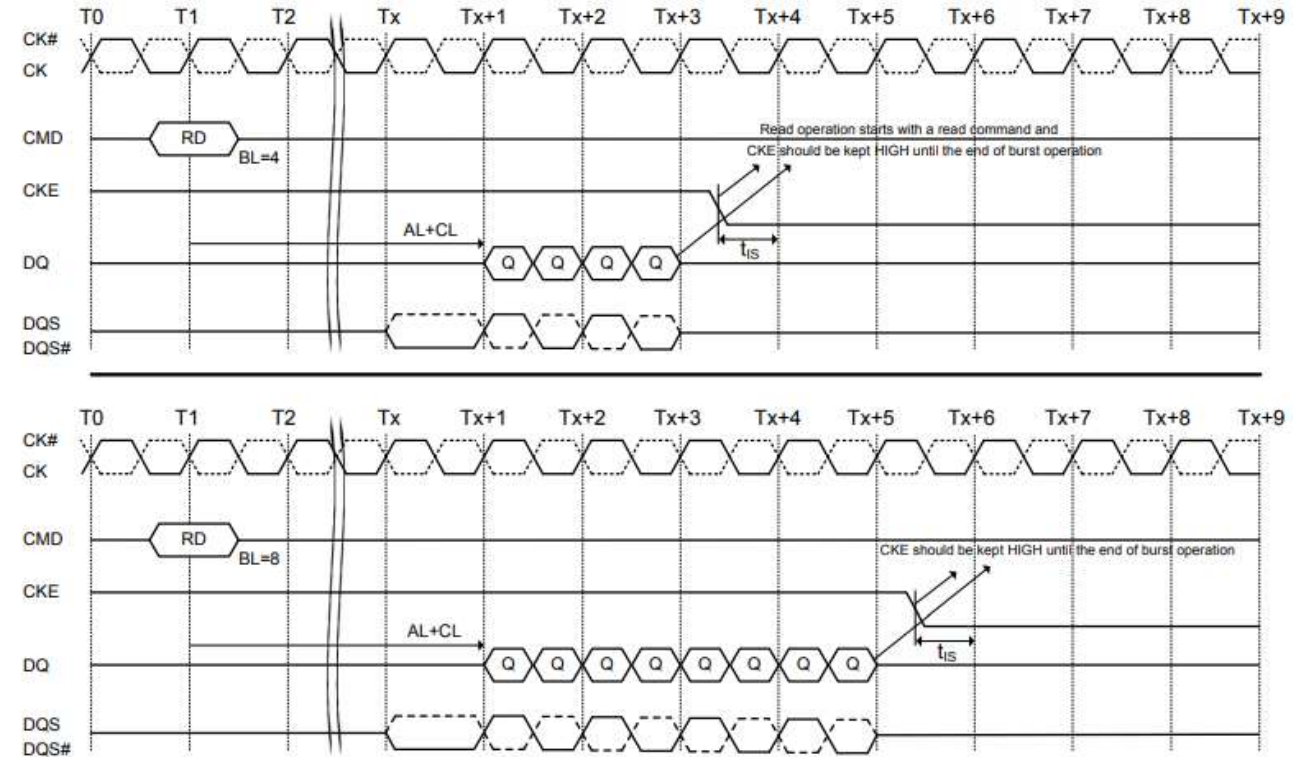 T0 T1 T2 Tx Tx+1 Tx+2 Tx+3 Tx+4 Tx+5 Tx+6 Tx+7 Tx+8 Tx+9
CK#
CK
Read operation starts with a read command and
CMD RD
CKE should be kept HIGH until the end of burst operation
BL=4
CKE
AL+CL
tIS
DQ Q Q Q Q
DQS
DQS#
T0 T1 T2 Tx Tx+1 Tx+2 Tx+3 Tx+4 Tx+5 Tx+6 Tx+7 Tx+8 Tx+9
CK#
CK
CMD RD
CKE should be kept HIGH until the end of burst operation
BL=8
CKE
AL+CL
tIS
DQ Q Q Q Q Q Q Q Q
DQS
DQS#